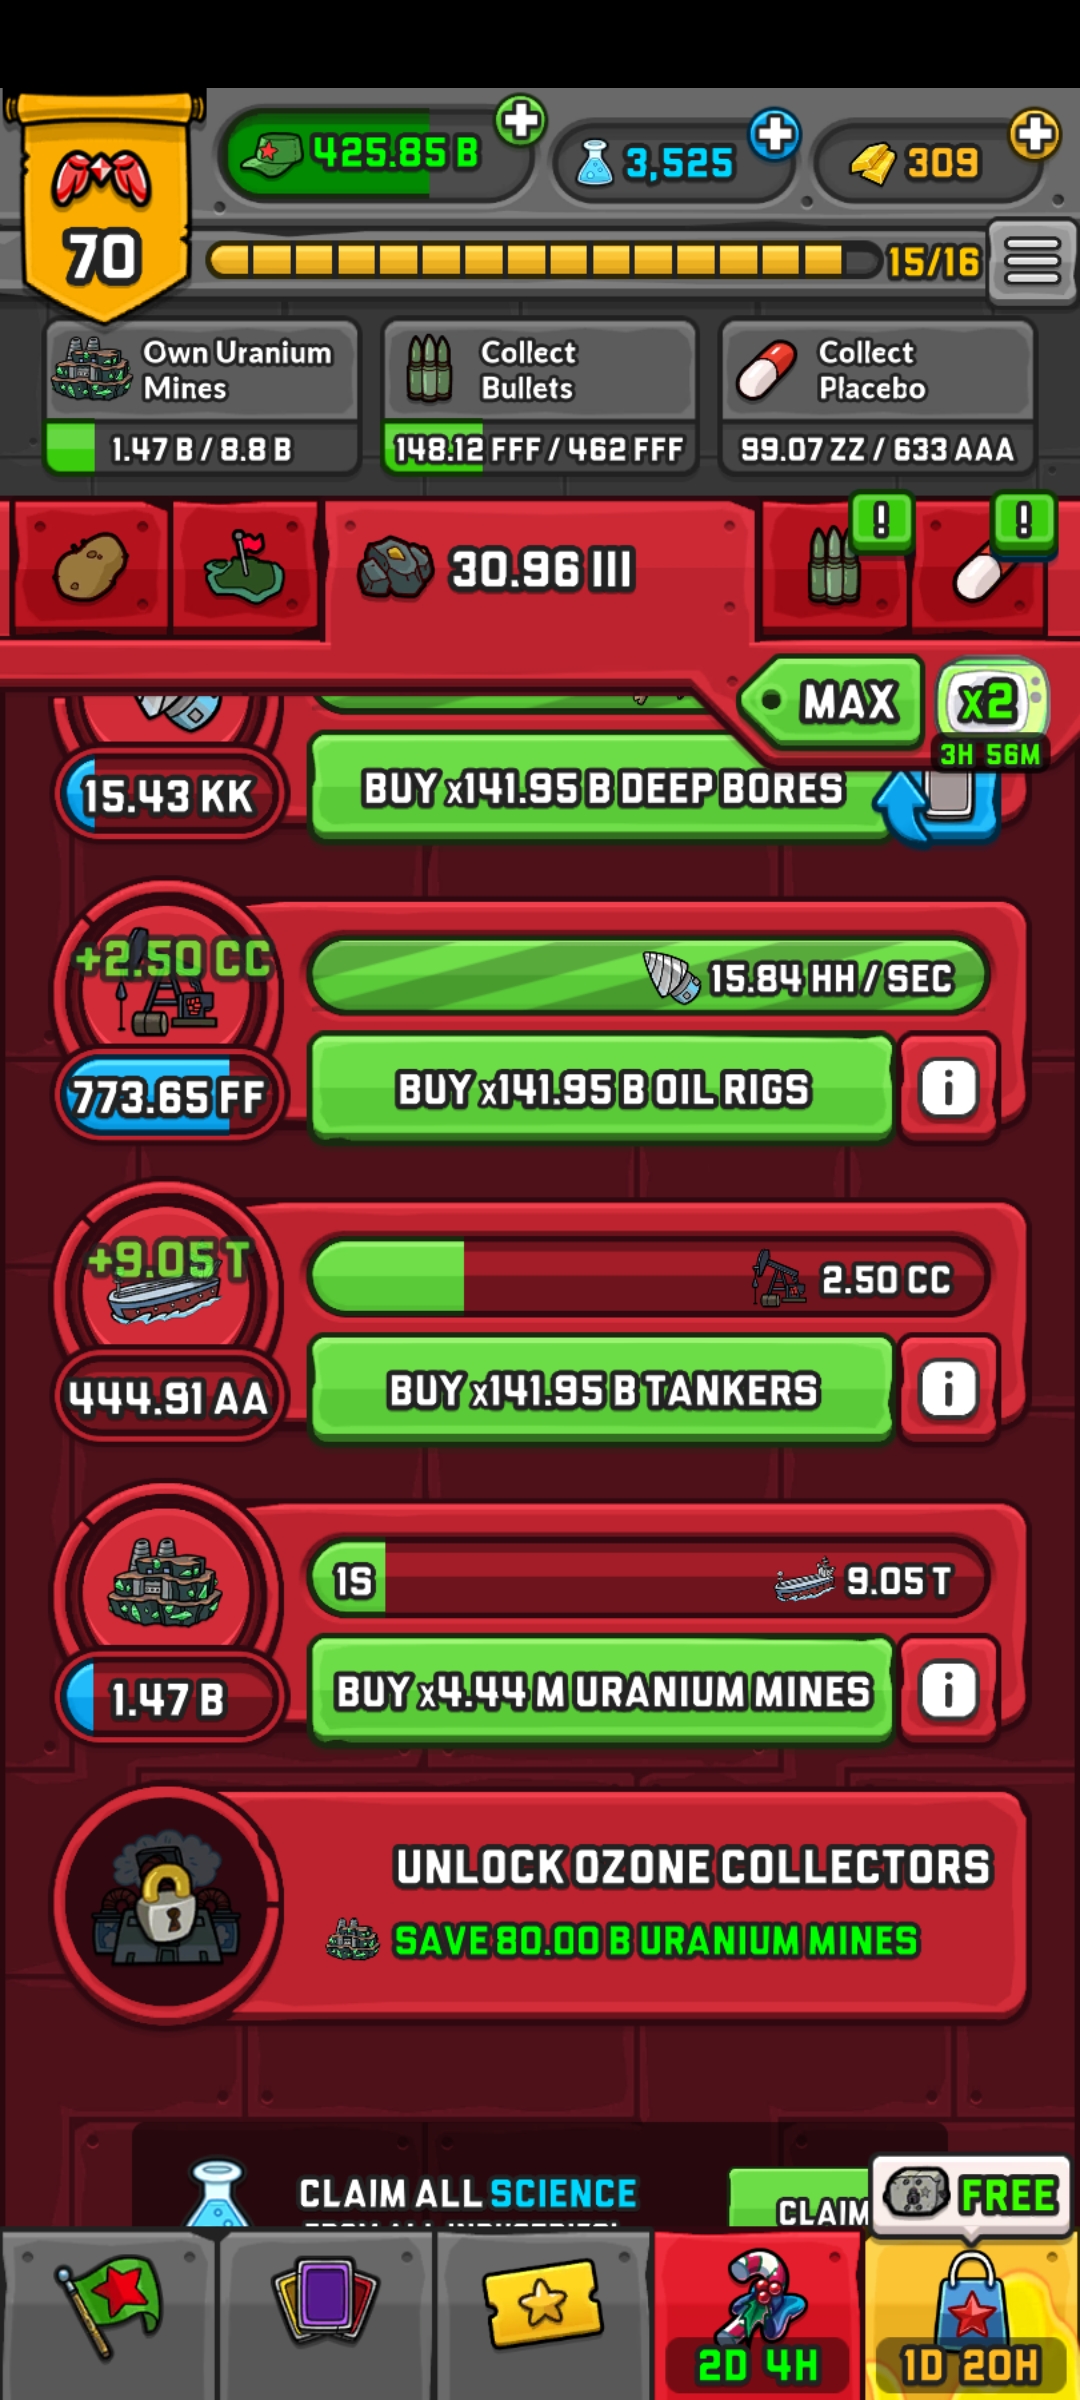 425.85 B
3,525
309
70
15/16
Own Uranium
Mines
1.47 B / 8.8 B
Collect
Bullets
148.12 FFF / 462 FFF
Collect
Placebo
99.07 ZZ / 633 AAA
30.96 III
!
!
MAX
x2
3H 56M
15.43 KK
BUY x141.95 B DEEP BORES
+2.50 CC
15.84 HH / SEC
773.65 FF
BUY x141.95 B OIL RIGS
i
+9.05 T
2.50 CC
444.91 AA
BUY x141.95 B TANKERS
i
1S
9.05 T
1.47 B
BUY x4.44 M URANIUM MINES
i
UNLOCK OZONE COLLECTORS
SAVE 80.00 B URANIUM MINES
CLAIM ALL SCIENCE
CLAIM
FREE
2D 4H
1D 20H